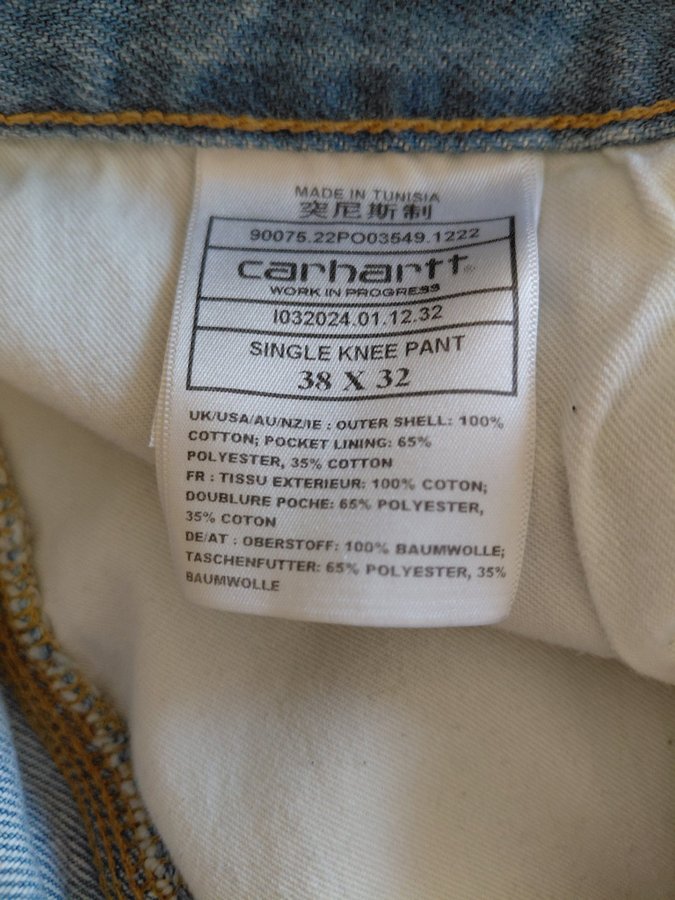 MADE IN TUNISIA
突尼斯制
90075.22PO03549.1222
carhartt®
WORK IN PROGRESS
I032024.01.12.32
SINGLE KNEE PANT
38 X 32
UK/USA/AU/NZ/IE : OUTER SHELL: 100%
COTTON; POCKET LINING: 65%
POLYESTER, 35% COTTON
FR : TISSU EXTERIEUR: 100% COTON;
DOUBLURE POCHE: 65% POLYESTER,
35% COTON
DE/AT : OBERSTOFF: 100% BAUMWOLLE;
TASCHENFUTTER: 65% POLYESTER, 35%
BAUMWOLLE